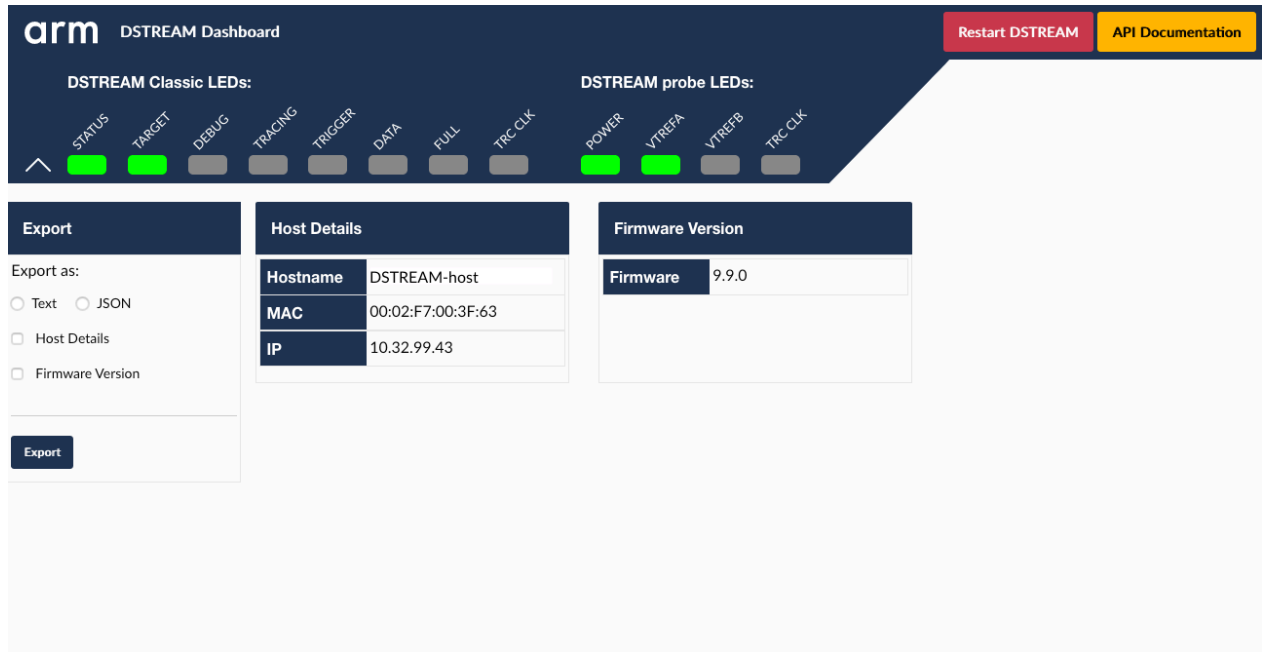 arm DSTREAM Dashboard Restart DSTREAM API Documentation
DSTREAM Classic LEDs: DSTREAM probe LEDs:
STATUS TARGET DEBUG TRACING TRIGGER DATA FULL TRC CLK POWER VTREFA VTREFB TRC CLK
Export
Export as:
Text JSON
Host Details
Firmware Version
Export
Host Details
Hostname DSTREAM-host
MAC 00:02:F7:00:3F:63
IP 10.32.99.43
Firmware Version
Firmware 9.9.0